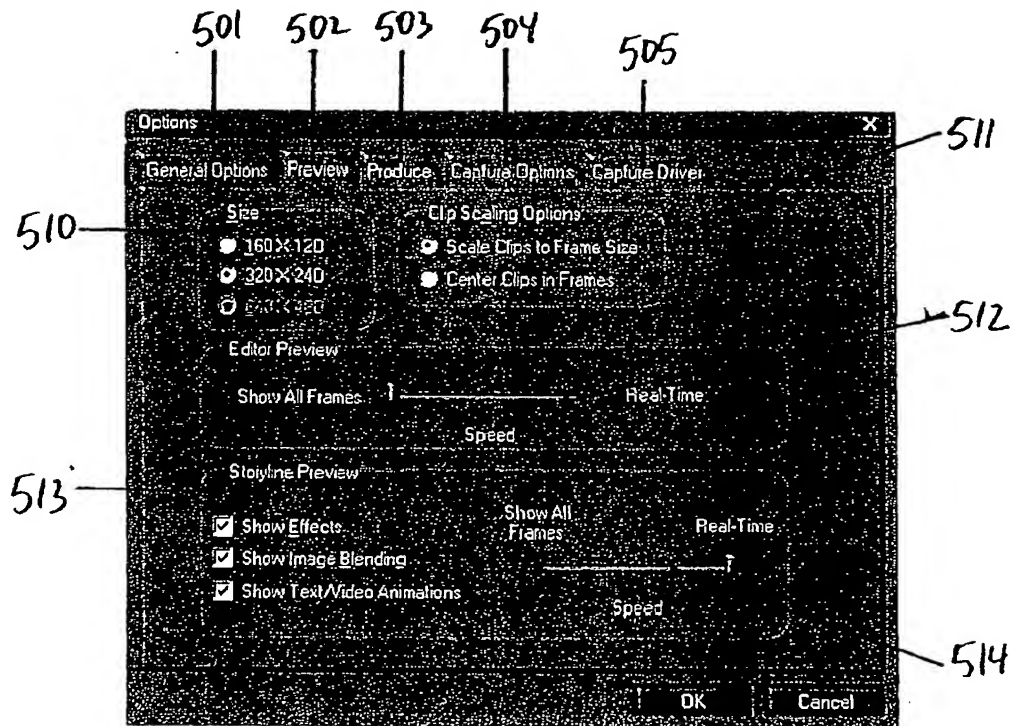 501 502 503 504 505
Options X
511
General Options Preview Produce Capture Options Capture Driver
510
Size Clip Scaling Options
160 X 120 Scale Clips to Frame Size
320 X 240 Center Clips in Frames
640 X 480
512
Editor Preview
Show All Frames Real-Time
Speed
513
Storyline Preview
Show All Frames Real-Time
Show Effects
Show Image Blending
Show Text/Video Animations
Speed
514
OK Cancel